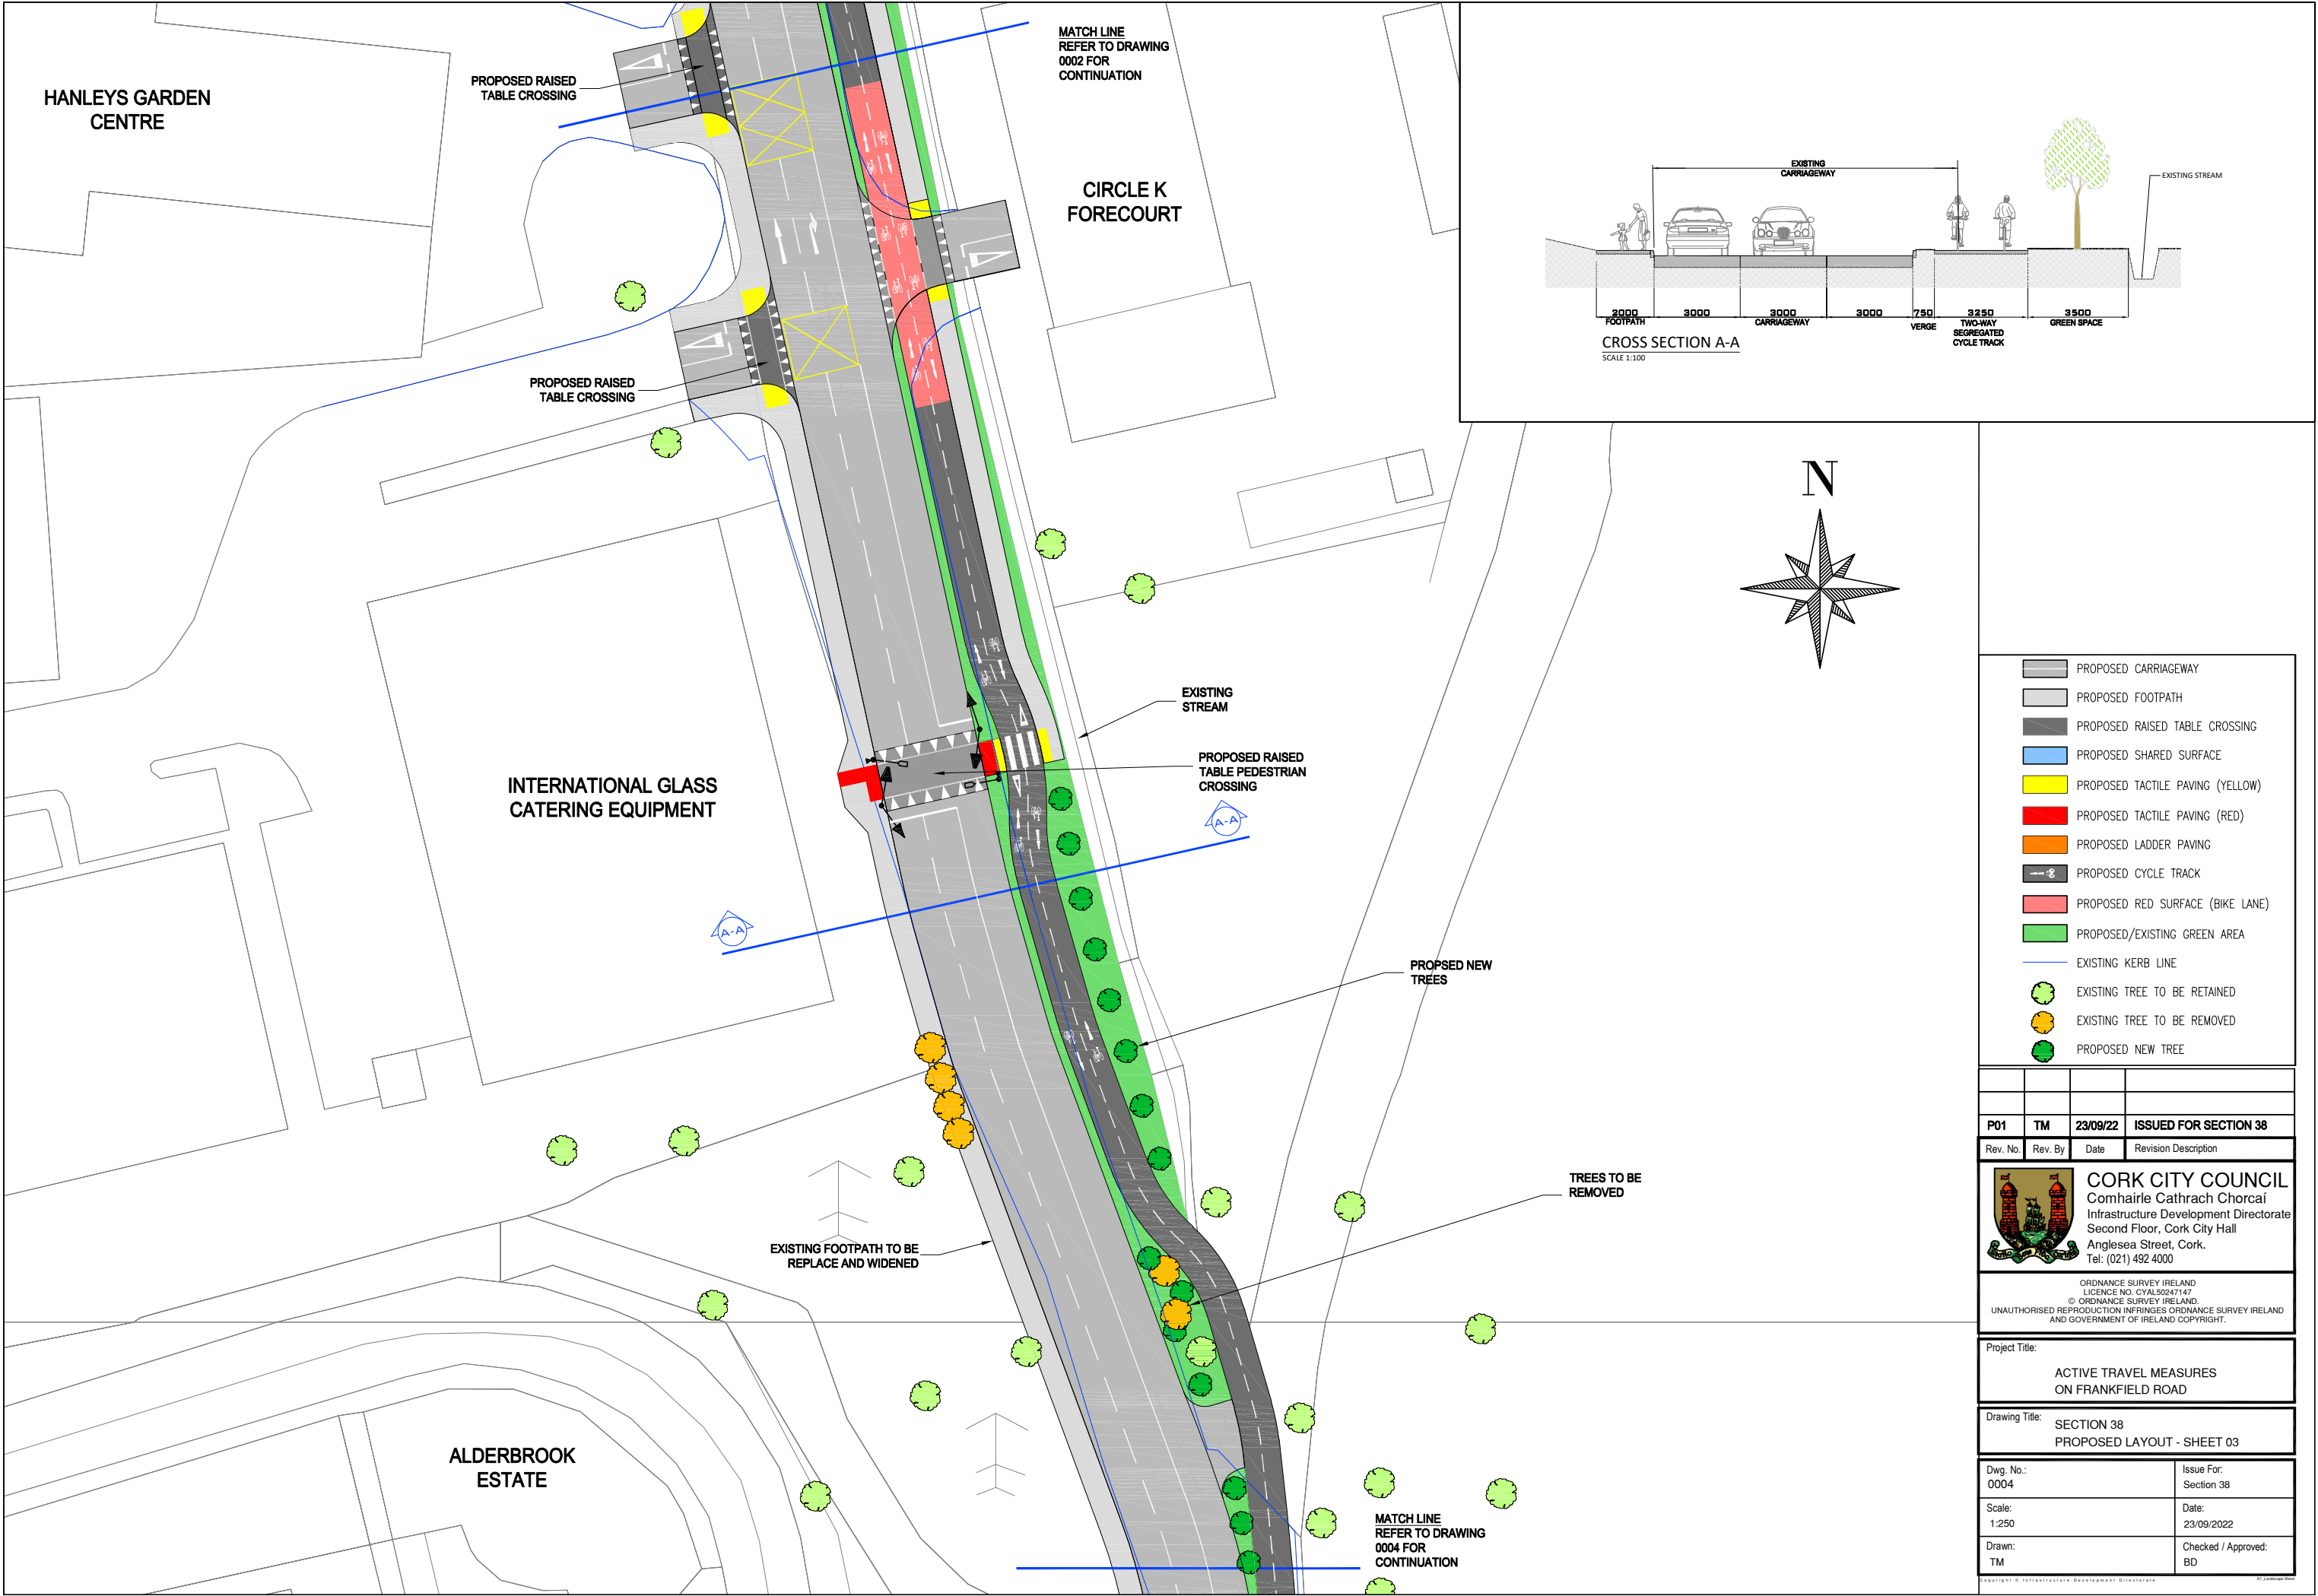 HANLEYS GARDEN
CENTRE
PROPOSED RAISED
TABLE CROSSING
MATCH LINE
REFER TO DRAWING
0002 FOR
CONTINUATION
CIRCLE K
FORECOURT
PROPOSED RAISED
TABLE CROSSING
EXISTING
STREAM
PROPOSED RAISED
TABLE PEDESTRIAN
CROSSING
INTERNATIONAL GLASS
CATERING EQUIPMENT
A-A
A-A
PROPSED NEW
TREES
TREES TO BE
REMOVED
EXISTING FOOTPATH TO BE
REPLACE AND WIDENED
ALDERBROOK
ESTATE
MATCH LINE
REFER TO DRAWING
0004 FOR
CONTINUATION
EXISTING
CARRIAGEWAY
EXISTING STREAM
2000 3000 3000 3000 750 3250 3500
FOOTPATH CARRIAGEWAY VERGE TWO-WAY GREEN SPACE
SEGREGATED
CYCLE TRACK
CROSS SECTION A-A
SCALE 1:100
N
PROPOSED CARRIAGEWAY
PROPOSED FOOTPATH
PROPOSED RAISED TABLE CROSSING
PROPOSED SHARED SURFACE
PROPOSED TACTILE PAVING (YELLOW)
PROPOSED TACTILE PAVING (RED)
PROPOSED LADDER PAVING
PROPOSED CYCLE TRACK
PROPOSED RED SURFACE (BIKE LANE)
PROPOSED/EXISTING GREEN AREA
EXISTING KERB LINE
EXISTING TREE TO BE RETAINED
EXISTING TREE TO BE REMOVED
PROPOSED NEW TREE
P01 TM 23/09/22 ISSUED FOR SECTION 38
Rev. No. Rev. By Date Revision Description
CORK CITY COUNCIL
Comhairle Cathrach Chorcaí
Infrastructure Development Directorate
Second Floor, Cork City Hall
Anglesea Street, Cork.
Tel: (021) 492 4000
ORDNANCE SURVEY IRELAND
LICENCE NO. CYAL50247147
© ORDNANCE SURVEY IRELAND.
UNAUTHORISED REPRODUCTION INFRINGES ORDNANCE SURVEY IRELAND
AND GOVERNMENT OF IRELAND COPYRIGHT.
Project Title:
ACTIVE TRAVEL MEASURES
ON FRANKFIELD ROAD
Drawing Title:
SECTION 38
PROPOSED LAYOUT - SHEET 03
Dwg. No.: Issue For:
0004 Section 38
Scale: Date:
1:250 23/09/2022
Drawn: Checked / Approved:
TM BD
Copyright © Infrastructure Development Directorate
A1_Landscape Sheet